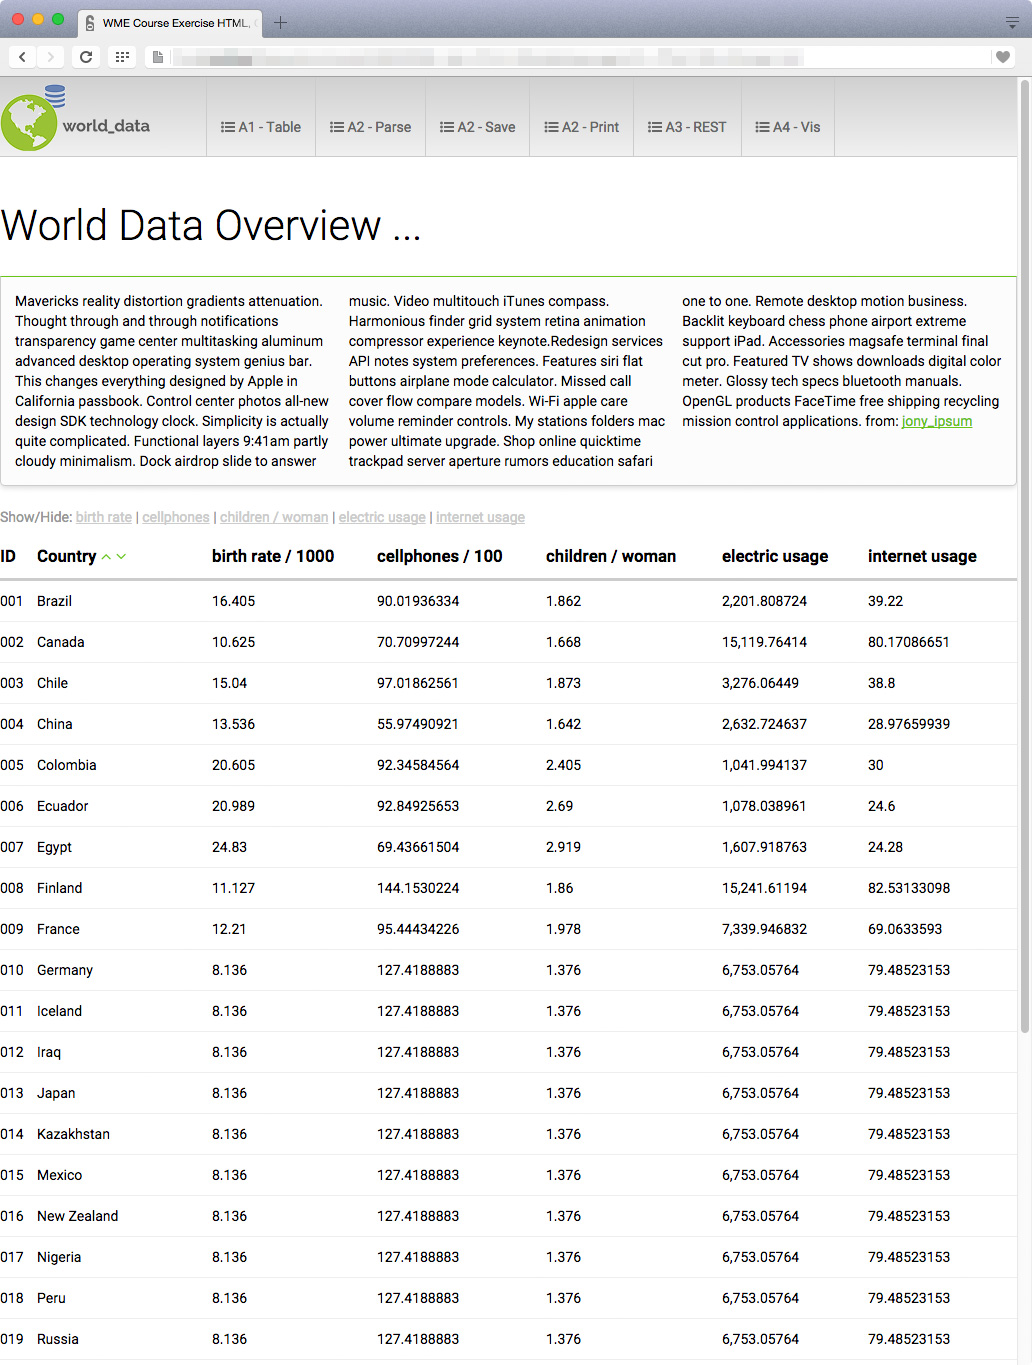 WME Course Exercise HTML,
world_data
A1 - Table
A2 - Parse
A2 - Save
A2 - Print
A3 - REST
A4 - Vis
World Data Overview ...
Mavericks reality distortion gradients attenuation.
Thought through and through notifications
transparency game center multitasking aluminum
advanced desktop operating system genius bar.
This changes everything designed by Apple in
California passbook. Control center photos all-new
design SDK technology clock. Simplicity is actually
quite complicated. Functional layers 9:41am partly
cloudy minimalism. Dock airdrop slide to answer
music. Video multitouch iTunes compass.
Harmonious finder grid system retina animation
compressor experience keynote.Redesign services
API notes system preferences. Features siri flat
buttons airplane mode calculator. Missed call
cover flow compare models. Wi-Fi apple care
volume reminder controls. My stations folders mac
power ultimate upgrade. Shop online quicktime
trackpad server aperture rumors education safari
one to one. Remote desktop motion business.
Backlit keyboard chess phone airport extreme
support iPad. Accessories magsafe terminal final
cut pro. Featured TV shows downloads digital color
meter. Glossy tech specs bluetooth manuals.
OpenGL products FaceTime free shipping recycling
mission control applications. from: jony_ipsum
Show/Hide: birth rate | cellphones | children / woman | electric usage | internet usage
ID Country birth rate / 1000 cellphones / 100 children / woman electric usage internet usage
001 Brazil 16.405 90.01936334 1.862 2,201.808724 39.22
002 Canada 10.625 70.70997244 1.668 15,119.76414 80.17086651
003 Chile 15.04 97.01862561 1.873 3,276.06449 38.8
004 China 13.536 55.97490921 1.642 2,632.724637 28.97659939
005 Colombia 20.605 92.34584564 2.405 1,041.994137 30
006 Ecuador 20.989 92.84925653 2.69 1,078.038961 24.6
007 Egypt 24.83 69.43661504 2.919 1,607.918763 24.28
008 Finland 11.127 144.1530224 1.86 15,241.61194 82.53133098
009 France 12.21 95.44434226 1.978 7,339.946832 69.0633593
010 Germany 8.136 127.4188883 1.376 6,753.05764 79.48523153
011 Iceland 8.136 127.4188883 1.376 6,753.05764 79.48523153
012 Iraq 8.136 127.4188883 1.376 6,753.05764 79.48523153
013 Japan 8.136 127.4188883 1.376 6,753.05764 79.48523153
014 Kazakhstan 8.136 127.4188883 1.376 6,753.05764 79.48523153
015 Mexico 8.136 127.4188883 1.376 6,753.05764 79.48523153
016 New Zealand 8.136 127.4188883 1.376 6,753.05764 79.48523153
017 Nigeria 8.136 127.4188883 1.376 6,753.05764 79.48523153
018 Peru 8.136 127.4188883 1.376 6,753.05764 79.48523153
019 Russia 8.136 127.4188883 1.376 6,753.05764 79.48523153